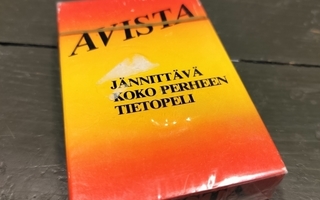 AVISTA
JÄNNITTÄVÄ
KOKO PERHEEN
TIETOPELI